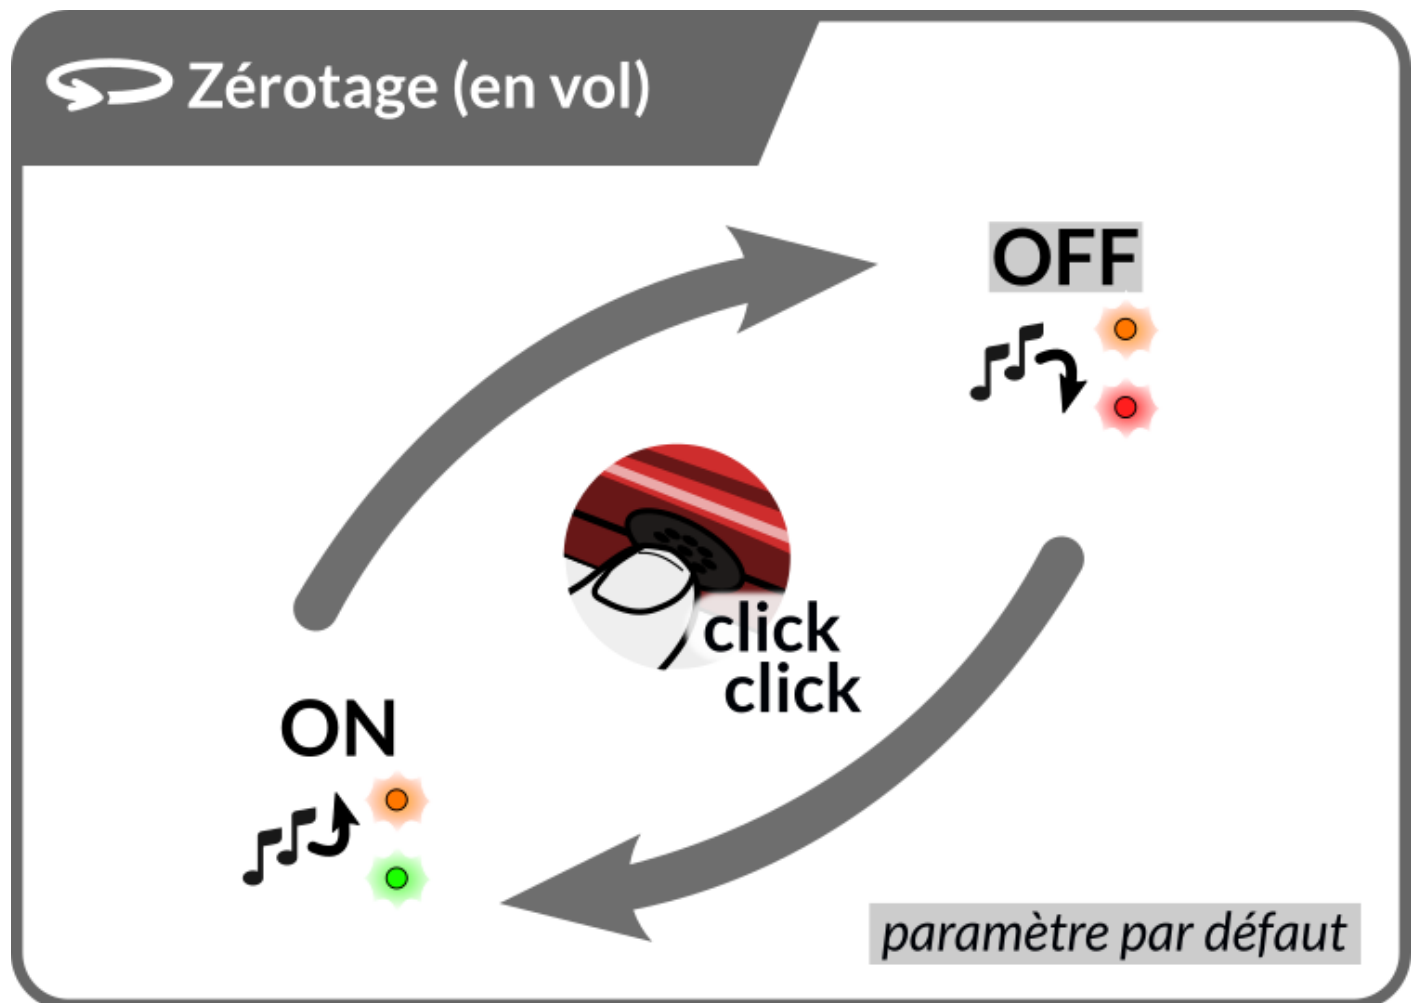 Zérotage (en vol)
OFF
click
click
ON
paramètre par défaut